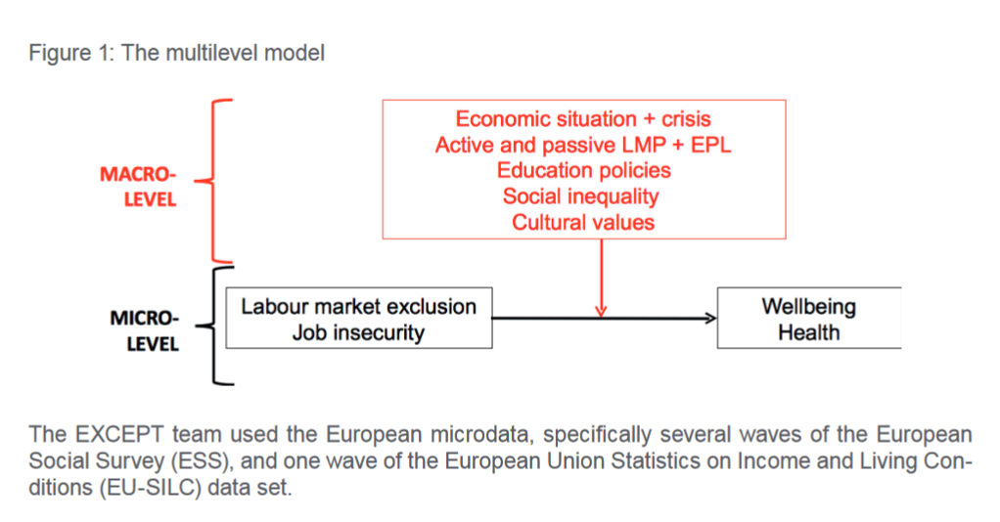 Figure 1: The multilevel model
Economic situation + crisis
Active and passive LMP + EPL
Education policies
Social inequality
Cultural values
MACRO-
LEVEL
MICRO-
LEVEL
Labour market exclusion
Job insecurity
Wellbeing
Health
The EXCEPT team used the European microdata, specifically several waves of the European
Social Survey (ESS), and one wave of the European Union Statistics on Income and Living Con-
ditions (EU-SILC) data set.